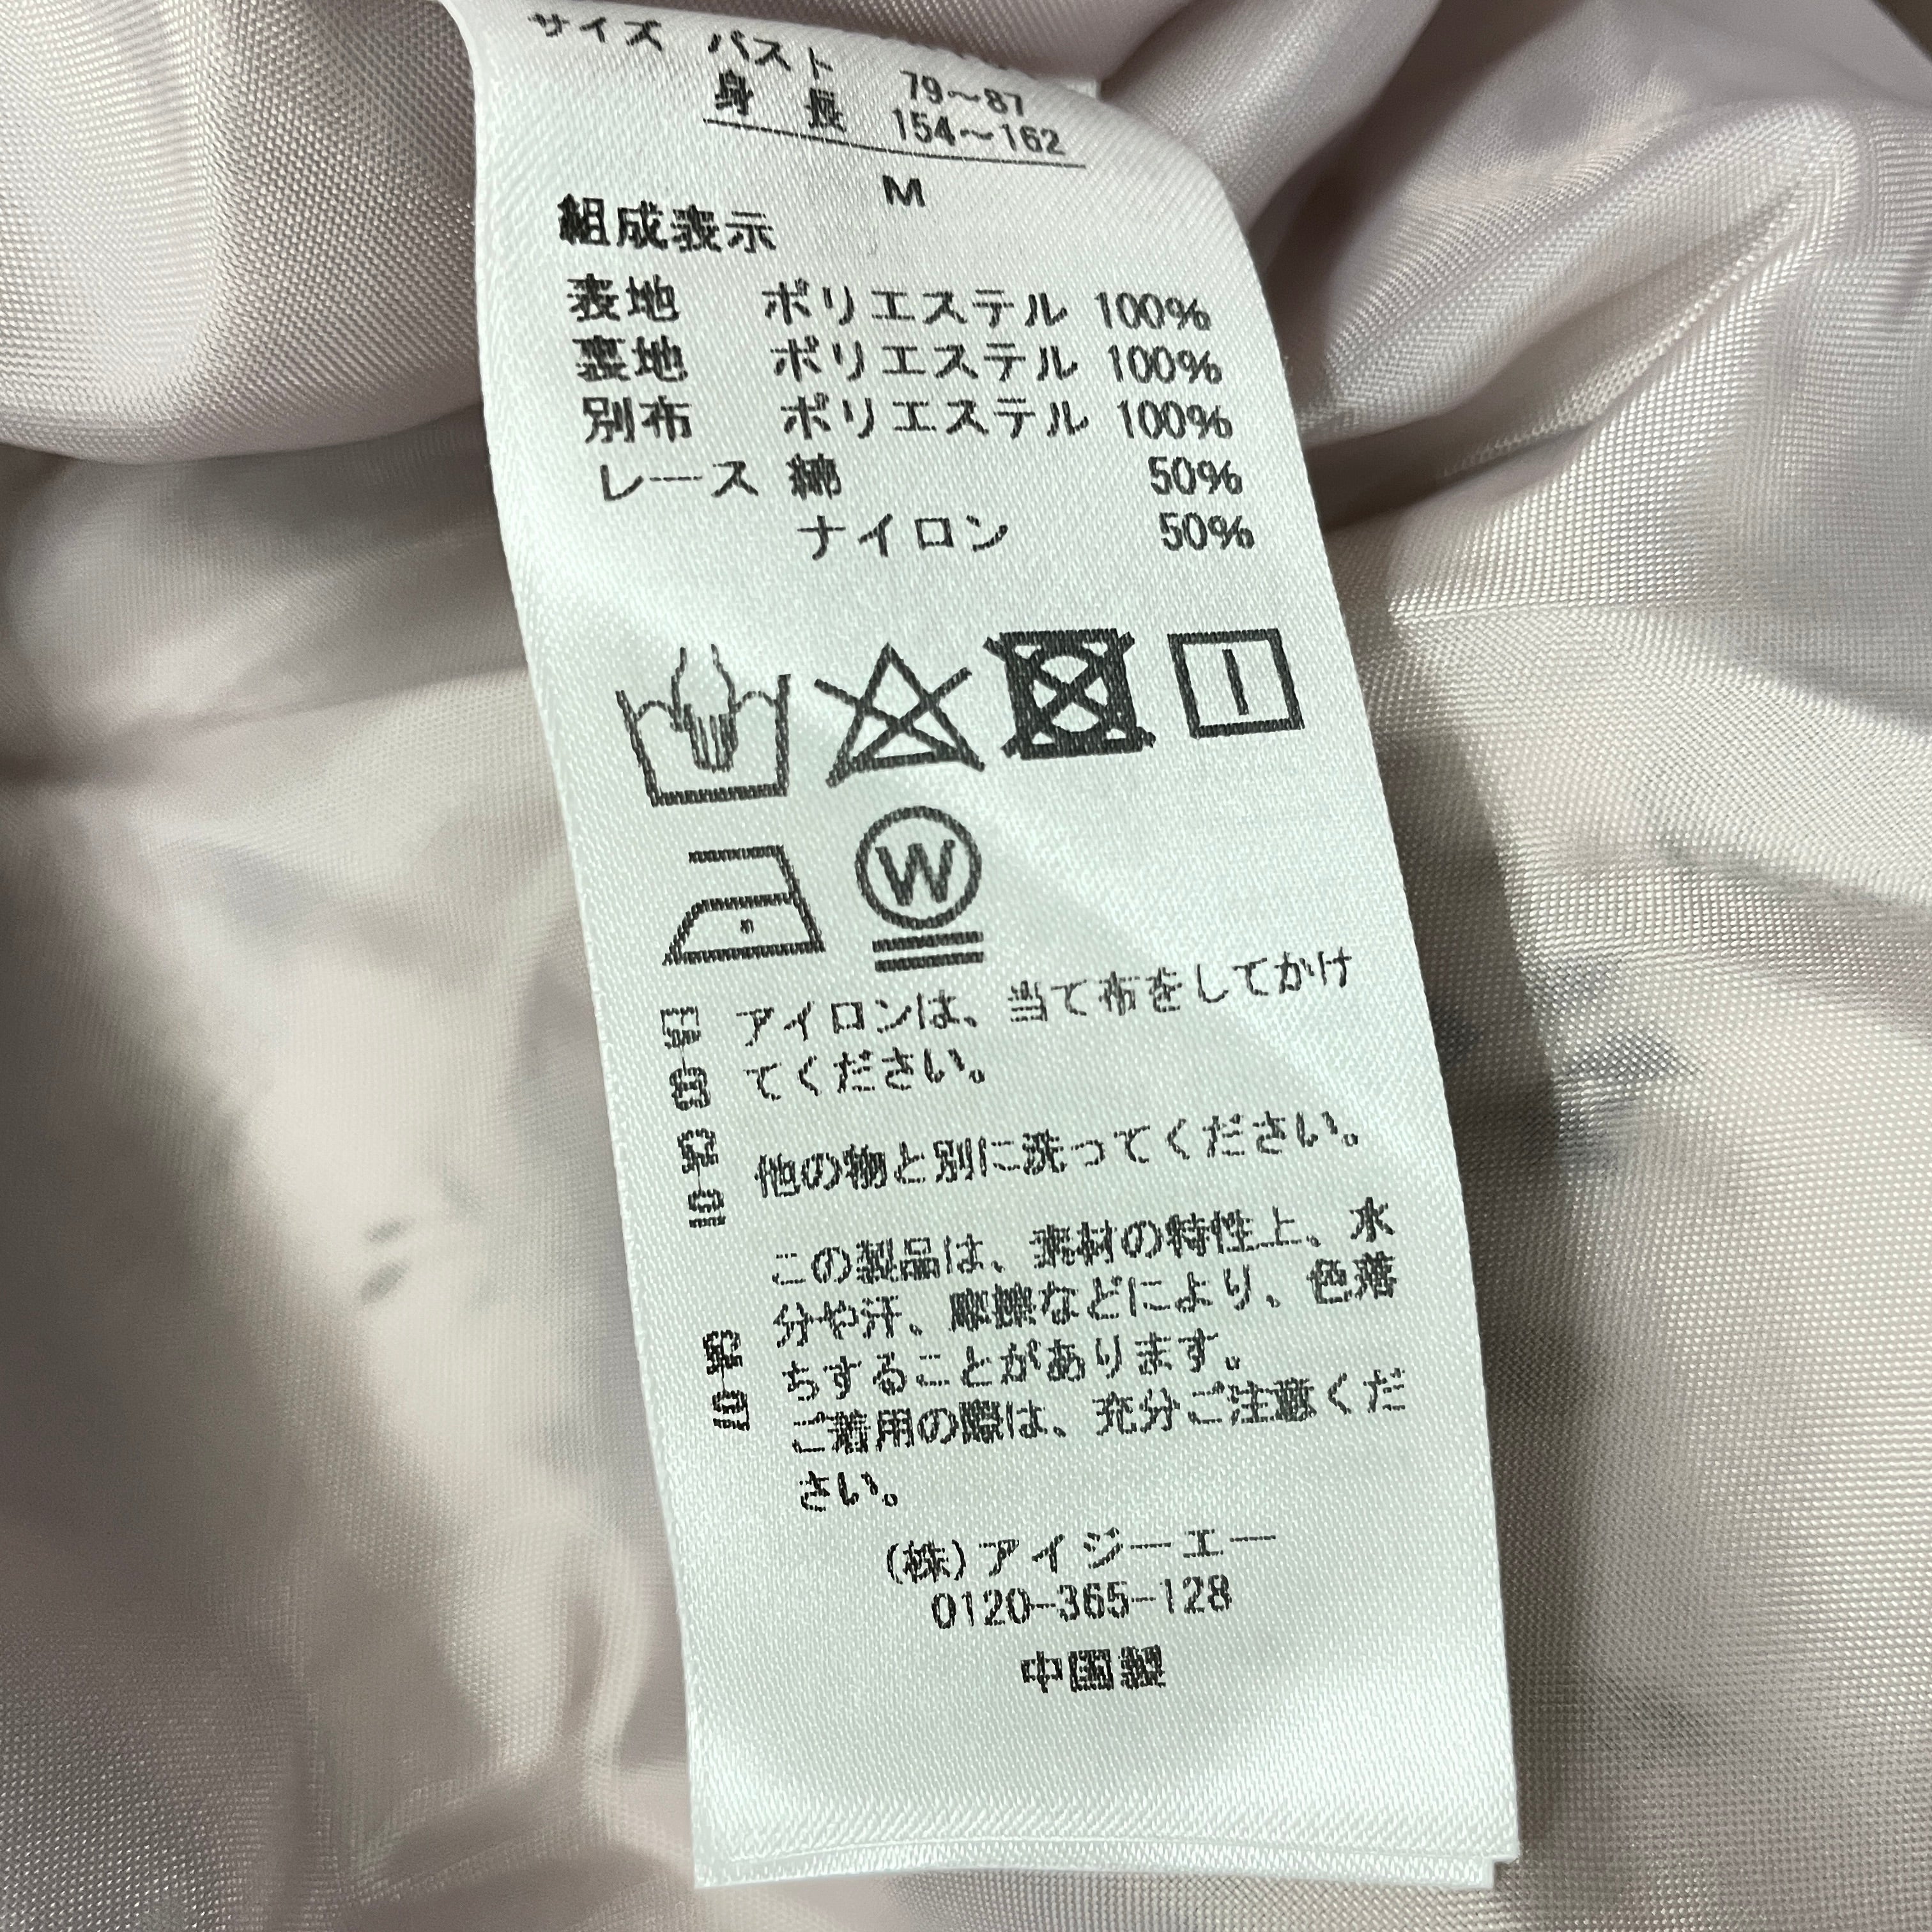 サイズ バスト 79～87
身 長 154～162
M
組成表示
表地 ポリエステル 100%
裏地 ポリエステル 100%
別布 ポリエステル 100%
レース 綿 50%
ナイロン 50%
W
アイロンは、当て布をしてかけ
てください。
他の物と別に洗ってください。
この製品は、素材の特性上、水
分や汗、摩擦などにより、色落
ちすることがあります。
ご着用の際は、充分ご注意くだ
さい。
(株)アイジーエー
0120-365-128
中国製